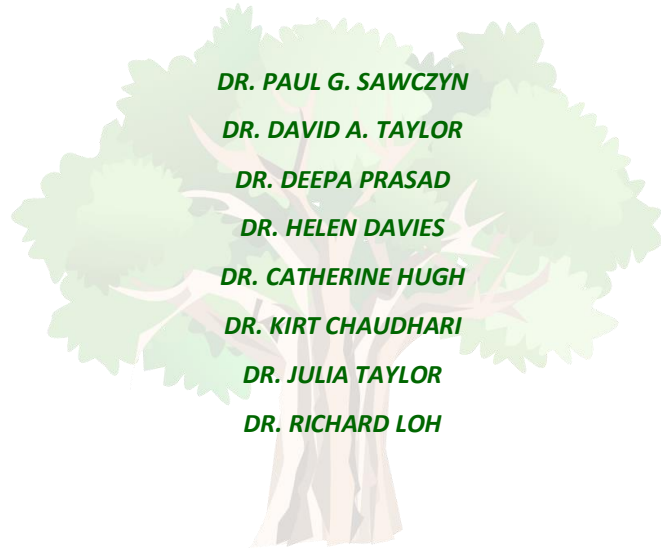 DR. PAUL G. SAWCZYN
DR. DAVID A. TAYLOR
DR. DEEPA PRASAD
DR. HELEN DAVIES
DR. CATHERINE HUGH
DR. KIRT CHAUDHARI
DR. JULIA TAYLOR
DR. RICHARD LOH